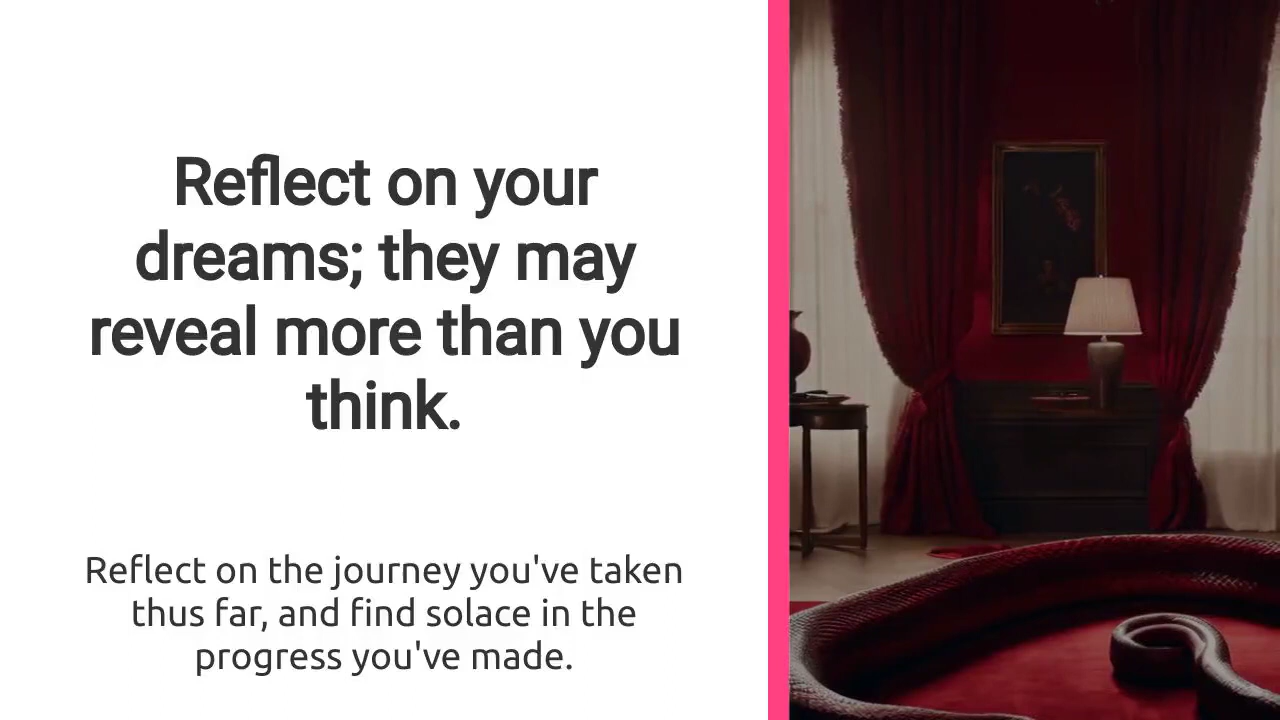 Reflect on your
dreams; they may
reveal more than you
think.
Reflect on the journey you've taken
thus far, and find solace in the
progress you've made.